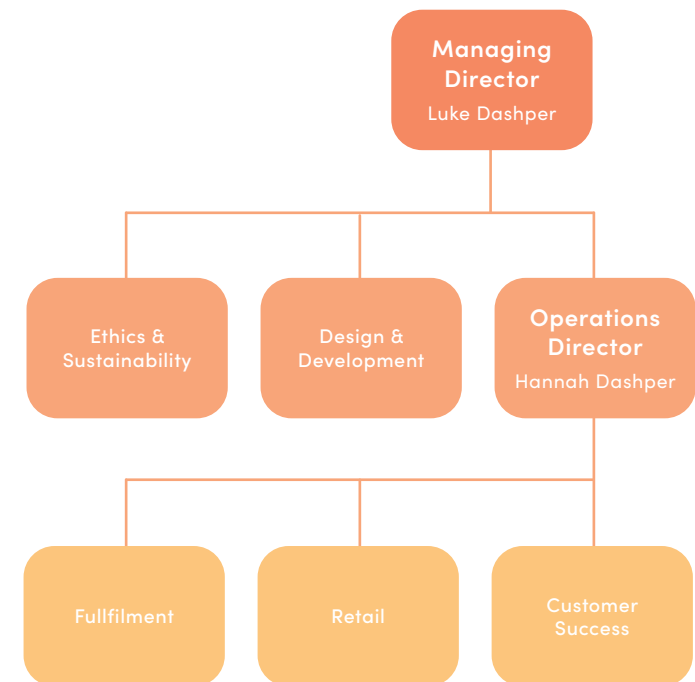 Managing
Director
Luke Dashper
Ethics &
Sustainability
Design &
Development
Operations
Director
Hannah Dashper
Fullfilment
Retail
Customer
Success